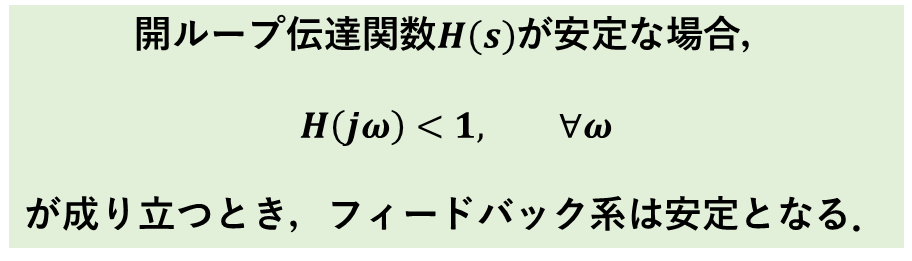 開ループ伝達関数H(s)が安定な場合,
H(jω) < 1,　　∀ω
が成り立つとき，フィードバック系は安定となる．